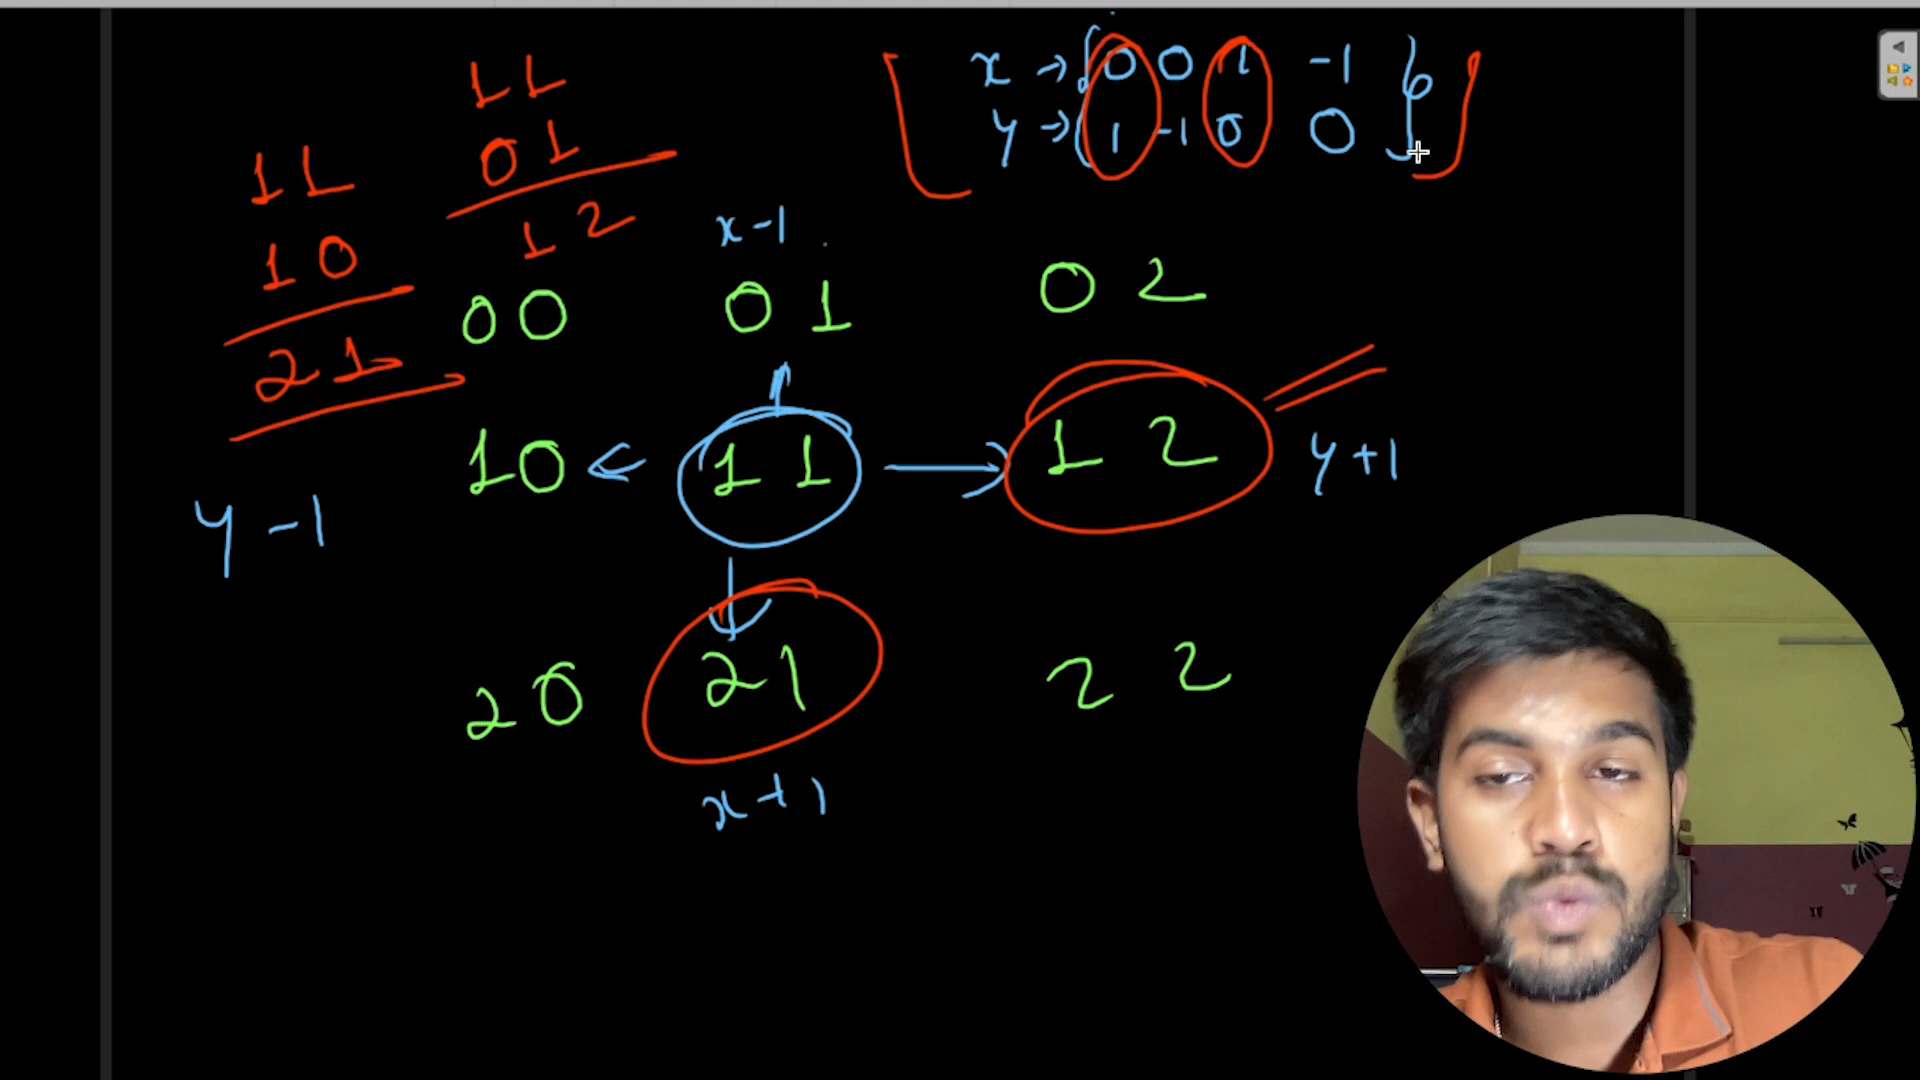 x → { 0 0 1 -1 }
y → { 1 -1 0 0 }
1 1
0 1
1 2
1 1
1 0
2 1
x-1
0 0 0 1 0 2
1 0 ← 1 1 → 1 2
y+1
y-1
2 0 2 1 2 2
x+1